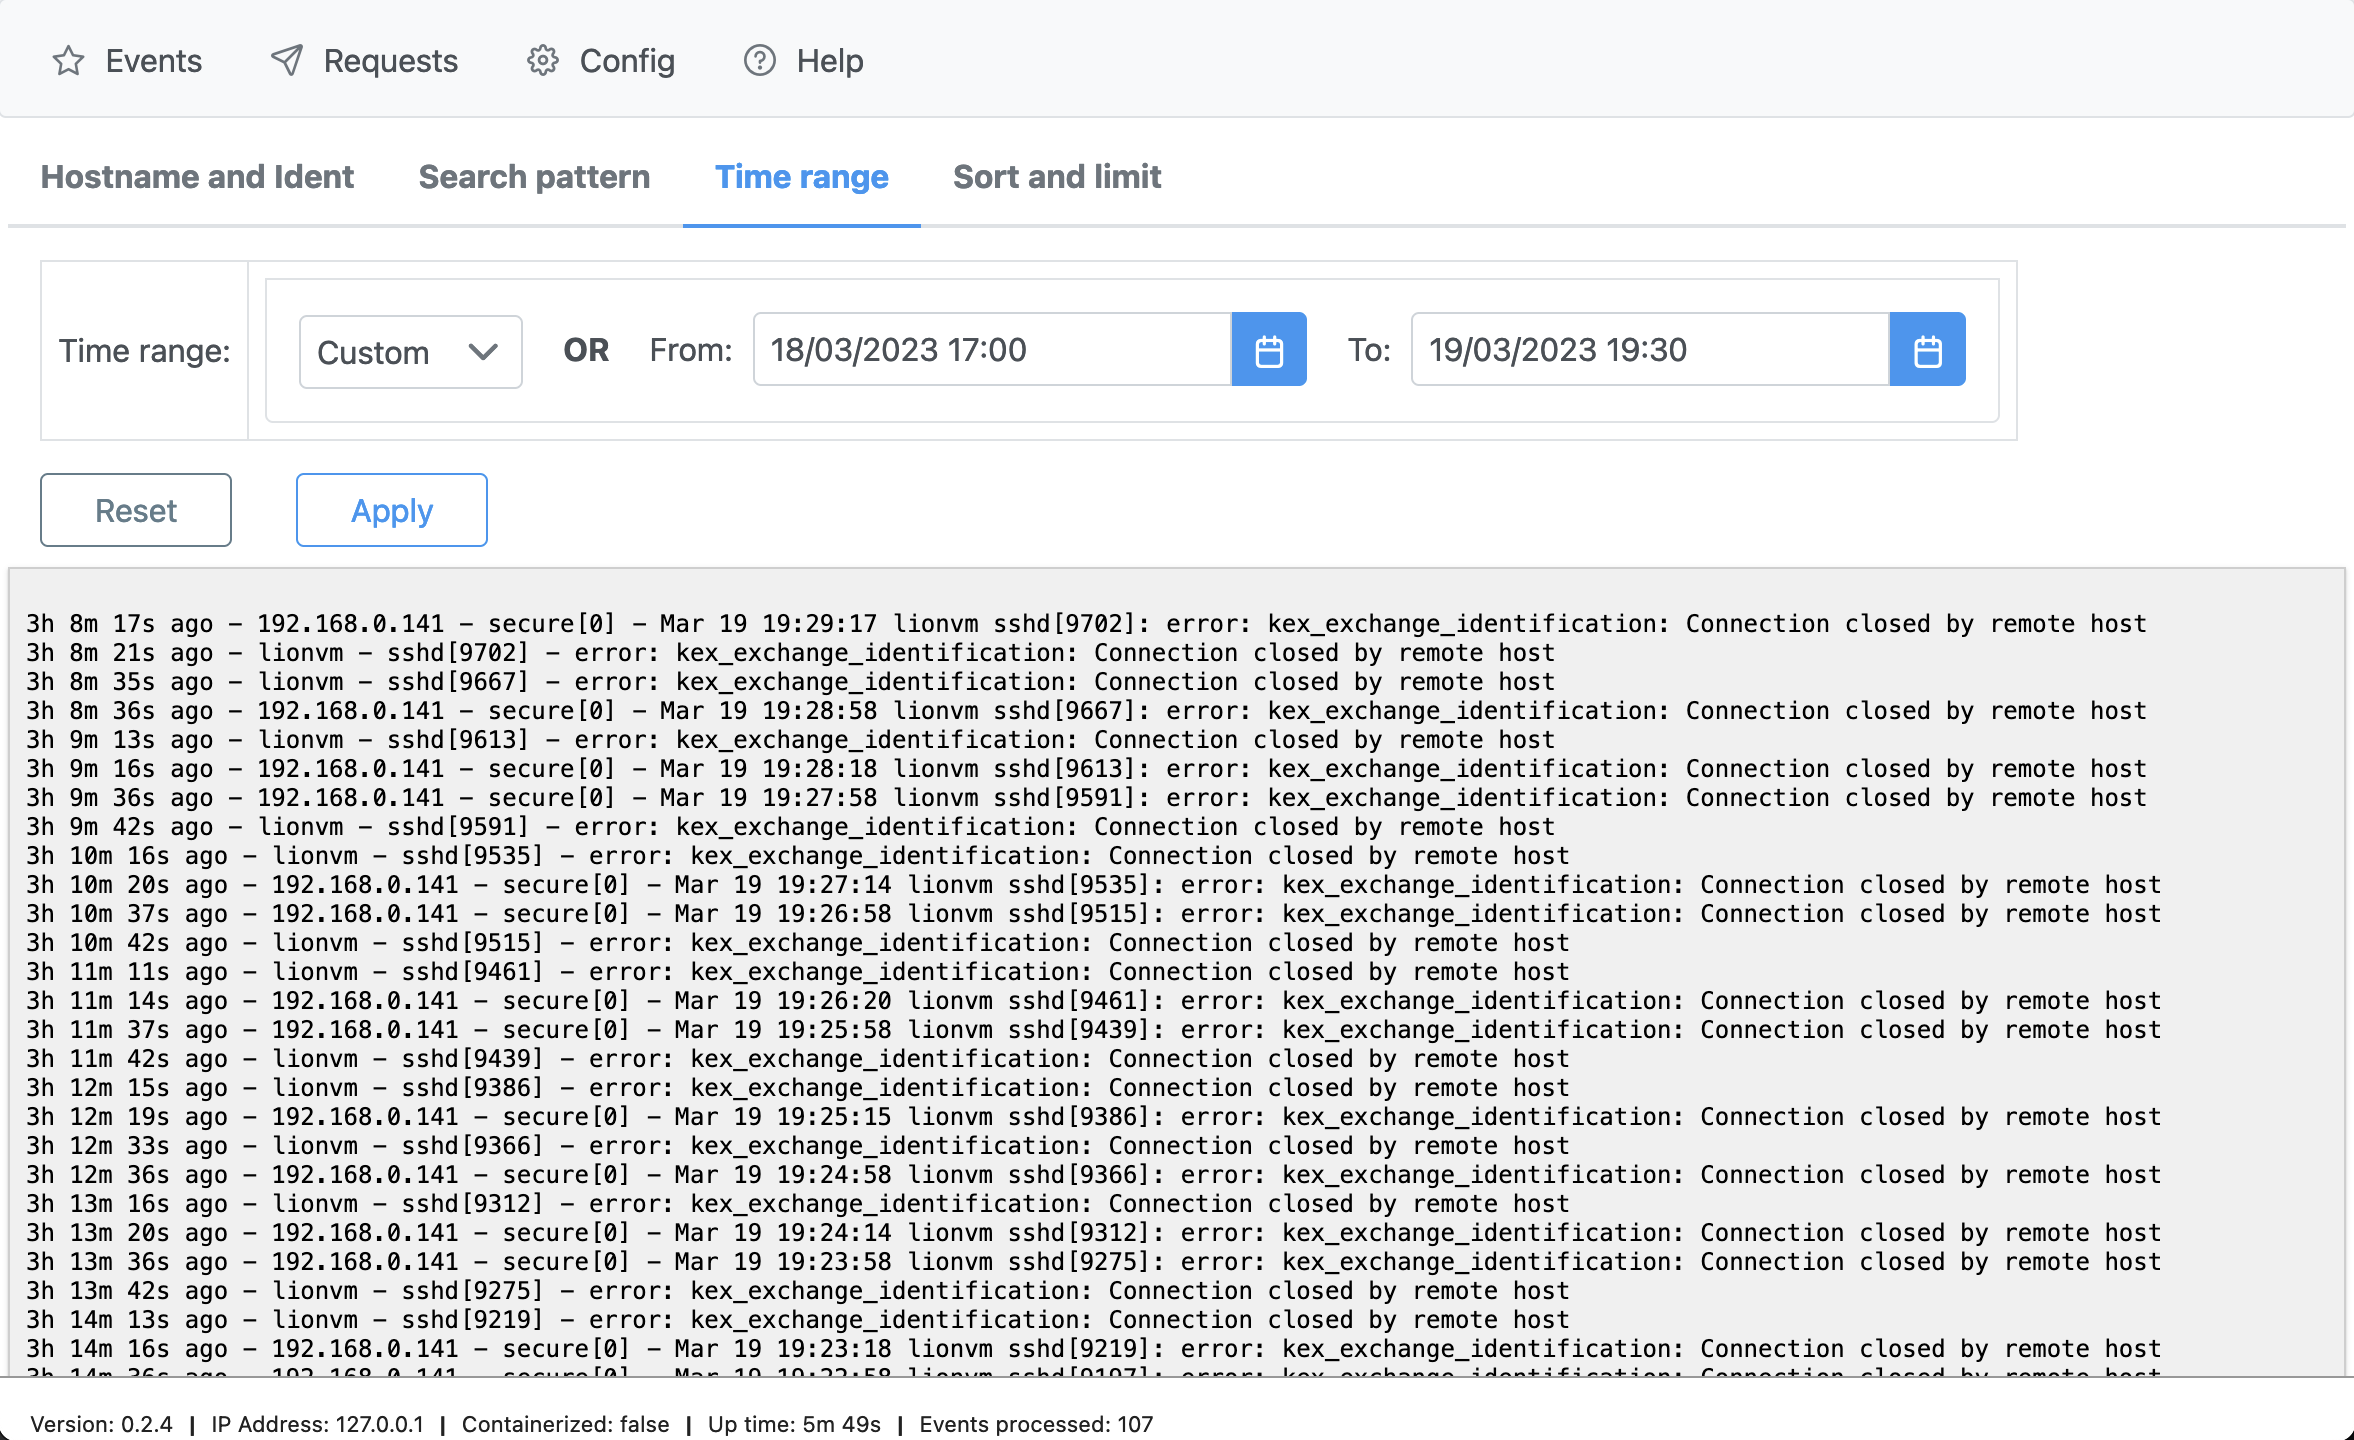 Events Requests Config Help
Hostname and Ident Search pattern Time range Sort and limit
Time range: Custom OR From: 18/03/2023 17:00 To: 19/03/2023 19:30
Reset Apply
3h 8m 17s ago – 192.168.0.141 – secure[0] – Mar 19 19:29:17 lionvm sshd[9702]: error: kex_exchange_identification: Connection closed by remote host
3h 8m 21s ago – lionvm – sshd[9702] – error: kex_exchange_identification: Connection closed by remote host
3h 8m 35s ago – lionvm – sshd[9667] – error: kex_exchange_identification: Connection closed by remote host
3h 8m 36s ago – 192.168.0.141 – secure[0] – Mar 19 19:28:58 lionvm sshd[9667]: error: kex_exchange_identification: Connection closed by remote host
3h 9m 13s ago – lionvm – sshd[9613] – error: kex_exchange_identification: Connection closed by remote host
3h 9m 16s ago – 192.168.0.141 – secure[0] – Mar 19 19:28:18 lionvm sshd[9613]: error: kex_exchange_identification: Connection closed by remote host
3h 9m 36s ago – 192.168.0.141 – secure[0] – Mar 19 19:27:58 lionvm sshd[9591]: error: kex_exchange_identification: Connection closed by remote host
3h 9m 42s ago – lionvm – sshd[9591] – error: kex_exchange_identification: Connection closed by remote host
3h 10m 16s ago – lionvm – sshd[9535] – error: kex_exchange_identification: Connection closed by remote host
3h 10m 20s ago – 192.168.0.141 – secure[0] – Mar 19 19:27:14 lionvm sshd[9535]: error: kex_exchange_identification: Connection closed by remote host
3h 10m 37s ago – 192.168.0.141 – secure[0] – Mar 19 19:26:58 lionvm sshd[9515]: error: kex_exchange_identification: Connection closed by remote host
3h 10m 42s ago – lionvm – sshd[9515] – error: kex_exchange_identification: Connection closed by remote host
3h 11m 11s ago – lionvm – sshd[9461] – error: kex_exchange_identification: Connection closed by remote host
3h 11m 14s ago – 192.168.0.141 – secure[0] – Mar 19 19:26:20 lionvm sshd[9461]: error: kex_exchange_identification: Connection closed by remote host
3h 11m 37s ago – 192.168.0.141 – secure[0] – Mar 19 19:25:58 lionvm sshd[9439]: error: kex_exchange_identification: Connection closed by remote host
3h 11m 42s ago – lionvm – sshd[9439] – error: kex_exchange_identification: Connection closed by remote host
3h 12m 15s ago – lionvm – sshd[9386] – error: kex_exchange_identification: Connection closed by remote host
3h 12m 19s ago – 192.168.0.141 – secure[0] – Mar 19 19:25:15 lionvm sshd[9386]: error: kex_exchange_identification: Connection closed by remote host
3h 12m 33s ago – lionvm – sshd[9366] – error: kex_exchange_identification: Connection closed by remote host
3h 12m 36s ago – 192.168.0.141 – secure[0] – Mar 19 19:24:58 lionvm sshd[9366]: error: kex_exchange_identification: Connection closed by remote host
3h 13m 16s ago – lionvm – sshd[9312] – error: kex_exchange_identification: Connection closed by remote host
3h 13m 20s ago – 192.168.0.141 – secure[0] – Mar 19 19:24:14 lionvm sshd[9312]: error: kex_exchange_identification: Connection closed by remote host
3h 13m 36s ago – 192.168.0.141 – secure[0] – Mar 19 19:23:58 lionvm sshd[9275]: error: kex_exchange_identification: Connection closed by remote host
3h 13m 42s ago – lionvm – sshd[9275] – error: kex_exchange_identification: Connection closed by remote host
3h 14m 13s ago – lionvm – sshd[9219] – error: kex_exchange_identification: Connection closed by remote host
3h 14m 16s ago – 192.168.0.141 – secure[0] – Mar 19 19:23:18 lionvm sshd[9219]: error: kex_exchange_identification: Connection closed by remote host
3h 14m 36s ago – 192.168.0.141 – secure[0] – Mar 19 19:22:58 lionvm sshd[9197]: error: kex_exchange_identification: Connection closed by remote host
Version: 0.2.4 | IP Address: 127.0.0.1 | Containerized: false | Up time: 5m 49s | Events processed: 107